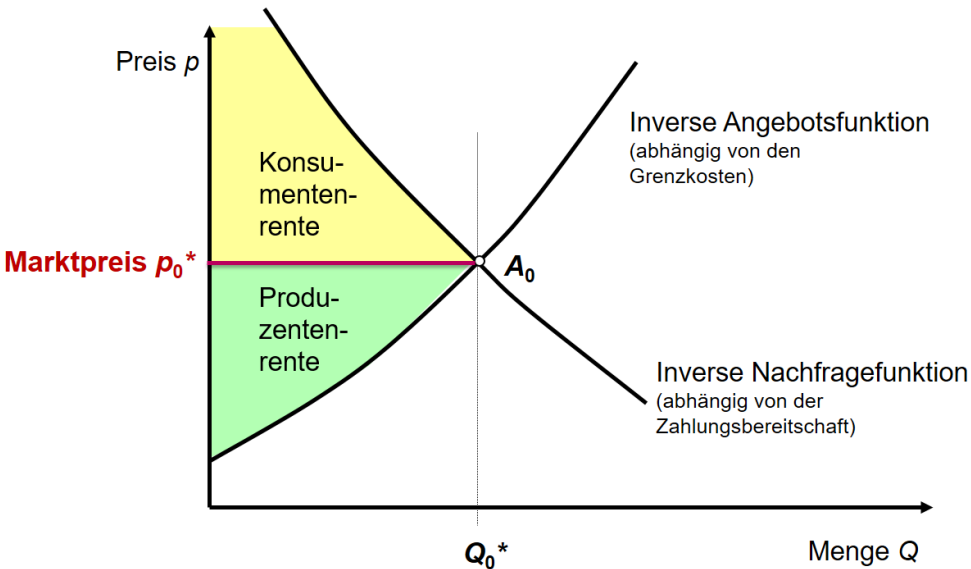 Preis p
Inverse Angebotsfunktion
(abhängig von den
Grenzkosten)
Konsu-
menten-
rente
Marktpreis p₀*
A₀
Produ-
zenten-
rente
Inverse Nachfragefunktion
(abhängig von der
Zahlungsbereitschaft)
Q₀*
Menge Q